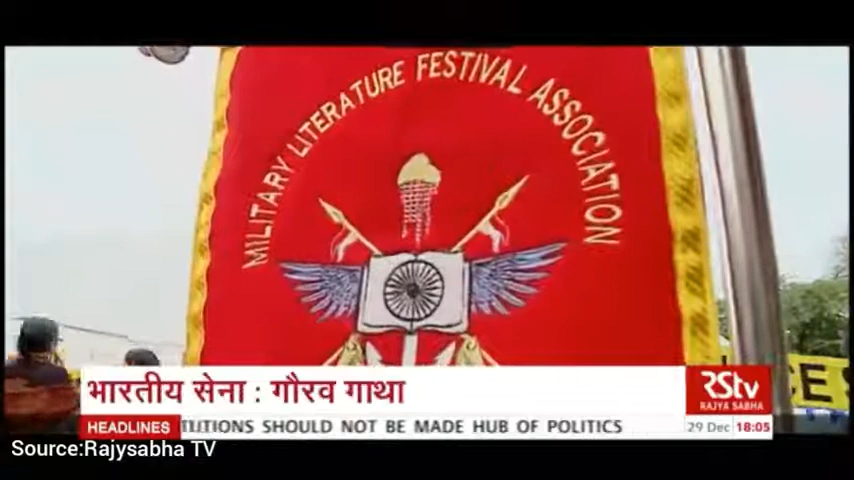 MILITARY LITERATURE FESTIVAL ASSOCIATION
भारतीय सेना : गौरव गाथा
RSTV
RAJYA SABHA
HEADLINES
SHOULD NOT BE MADE HUB OF POLITICS
29 Dec 18:05
Source:Rajysabha TV